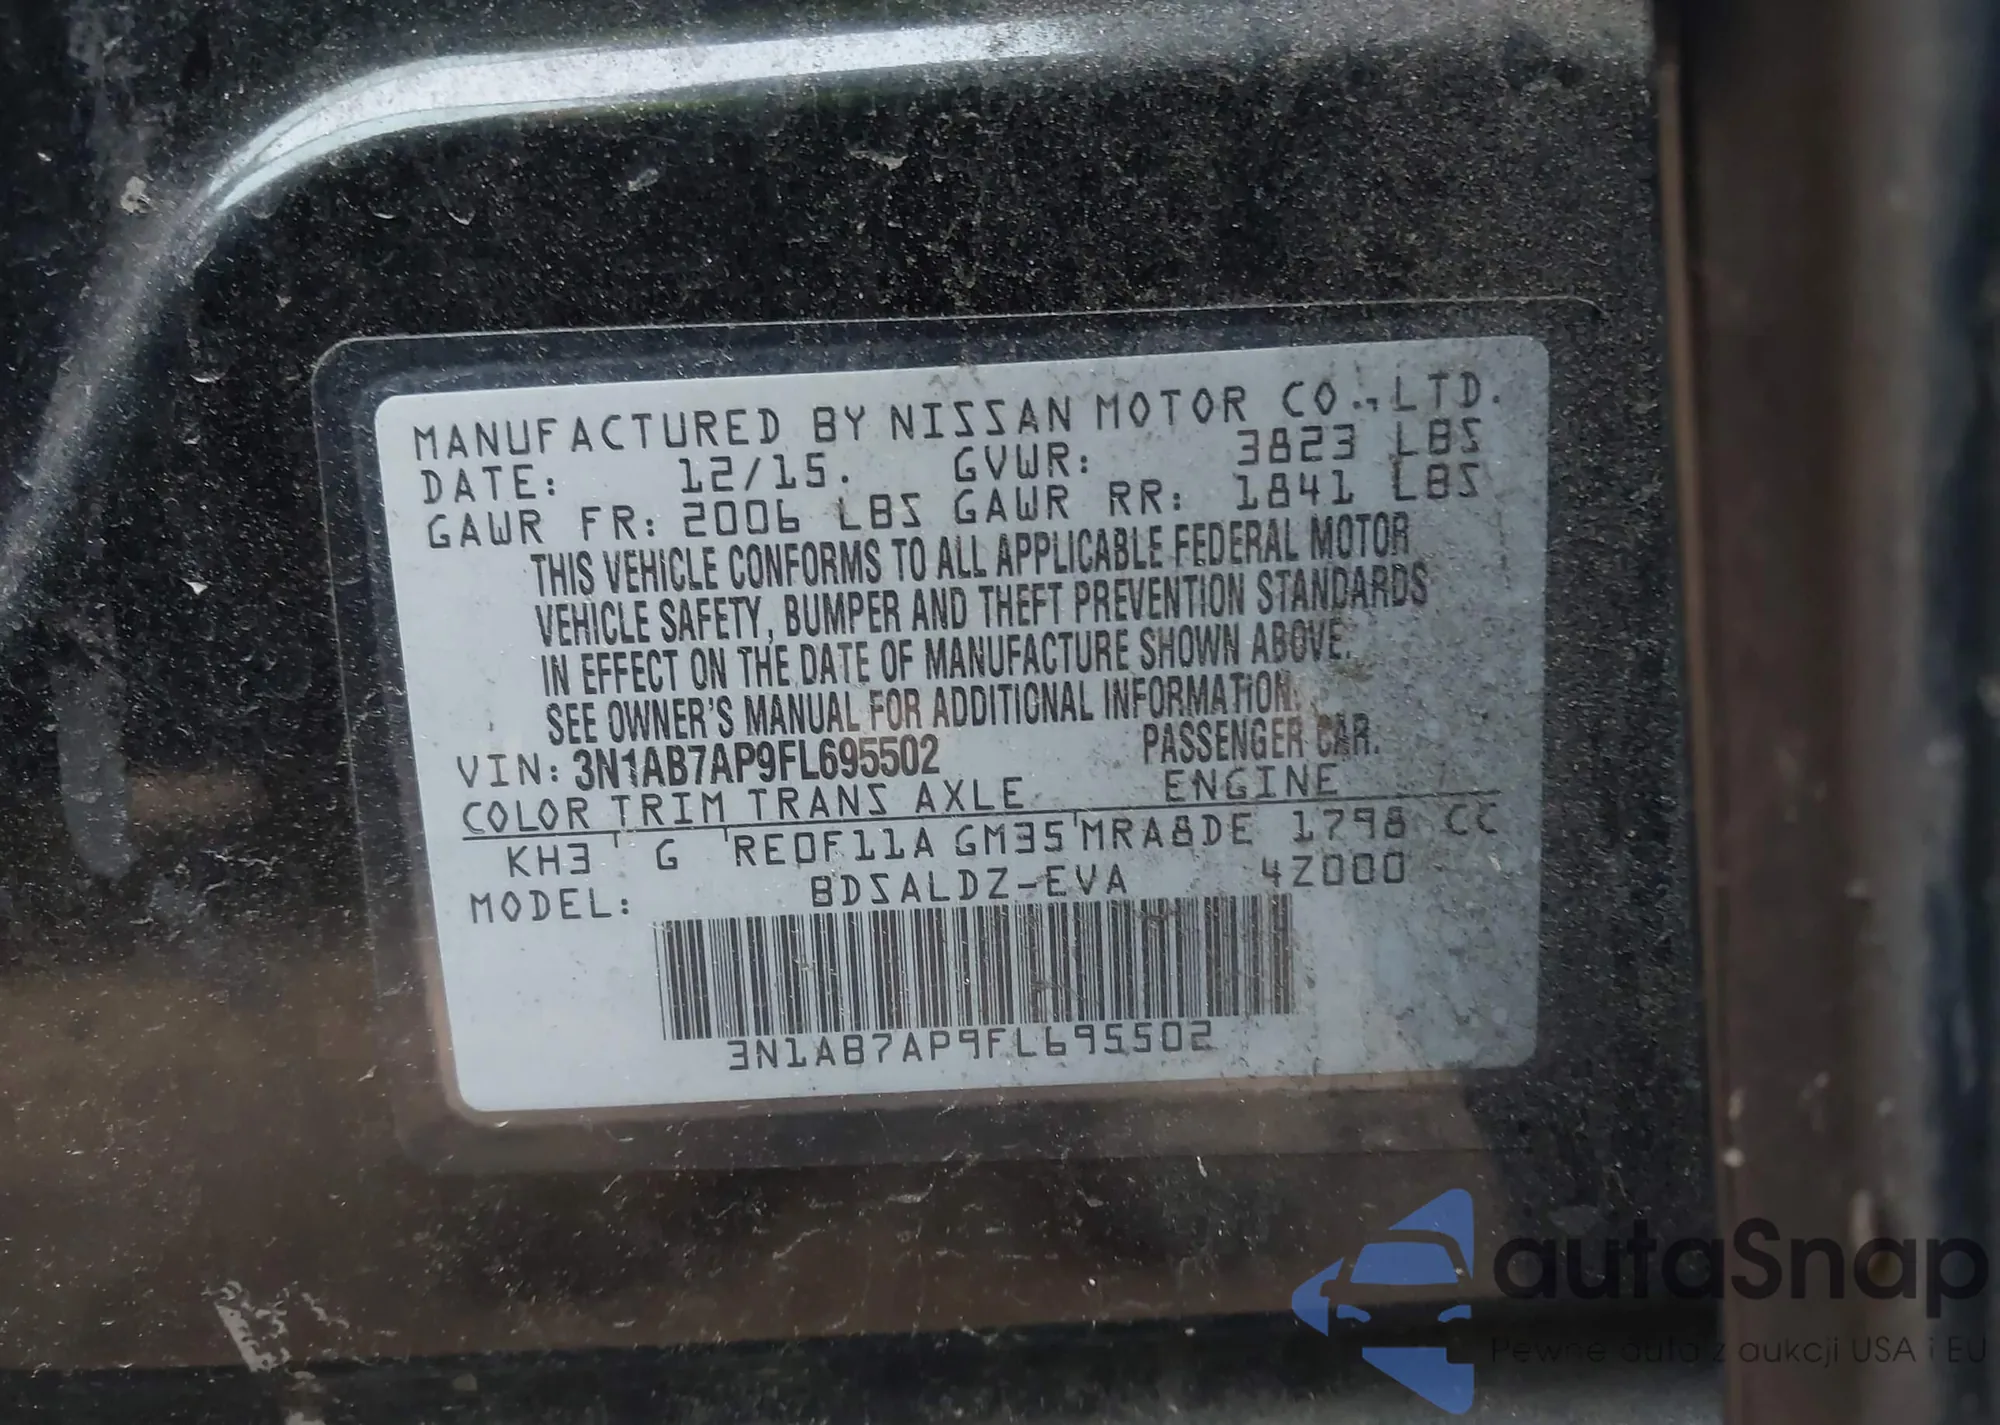 MANUFACTURED BY NISSAN MOTOR CO., LTD.
DATE: 12/15. GVWR: 3823 LBS
GAWR FR: 2006 LBS GAWR RR: 1841 LBS
THIS VEHICLE CONFORMS TO ALL APPLICABLE FEDERAL MOTOR
VEHICLE SAFETY, BUMPER AND THEFT PREVENTION STANDARDS
IN EFFECT ON THE DATE OF MANUFACTURE SHOWN ABOVE.
SEE OWNER'S MANUAL FOR ADDITIONAL INFORMATION.
VIN: 3N1AB7AP9FL695502 PASSENGER CAR.
COLOR TRIM TRANS AXLE ENGINE
KH3 G RE0F11A GM35 MRA8DE 1798 CC
MODEL: BDSALDZ-EVA 4Z000
3N1AB7AP9FL695502
autaSnap
Pewne auta z aukcji USA i EU